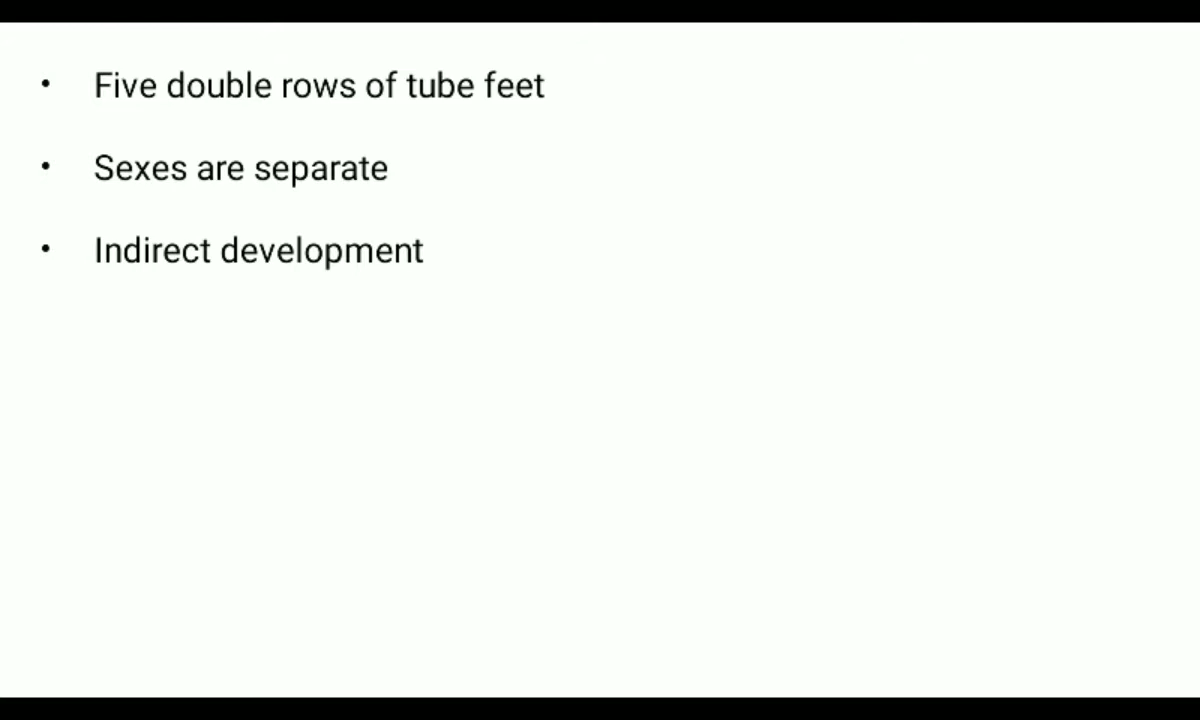 • Five double rows of tube feet
• Sexes are separate
• Indirect development